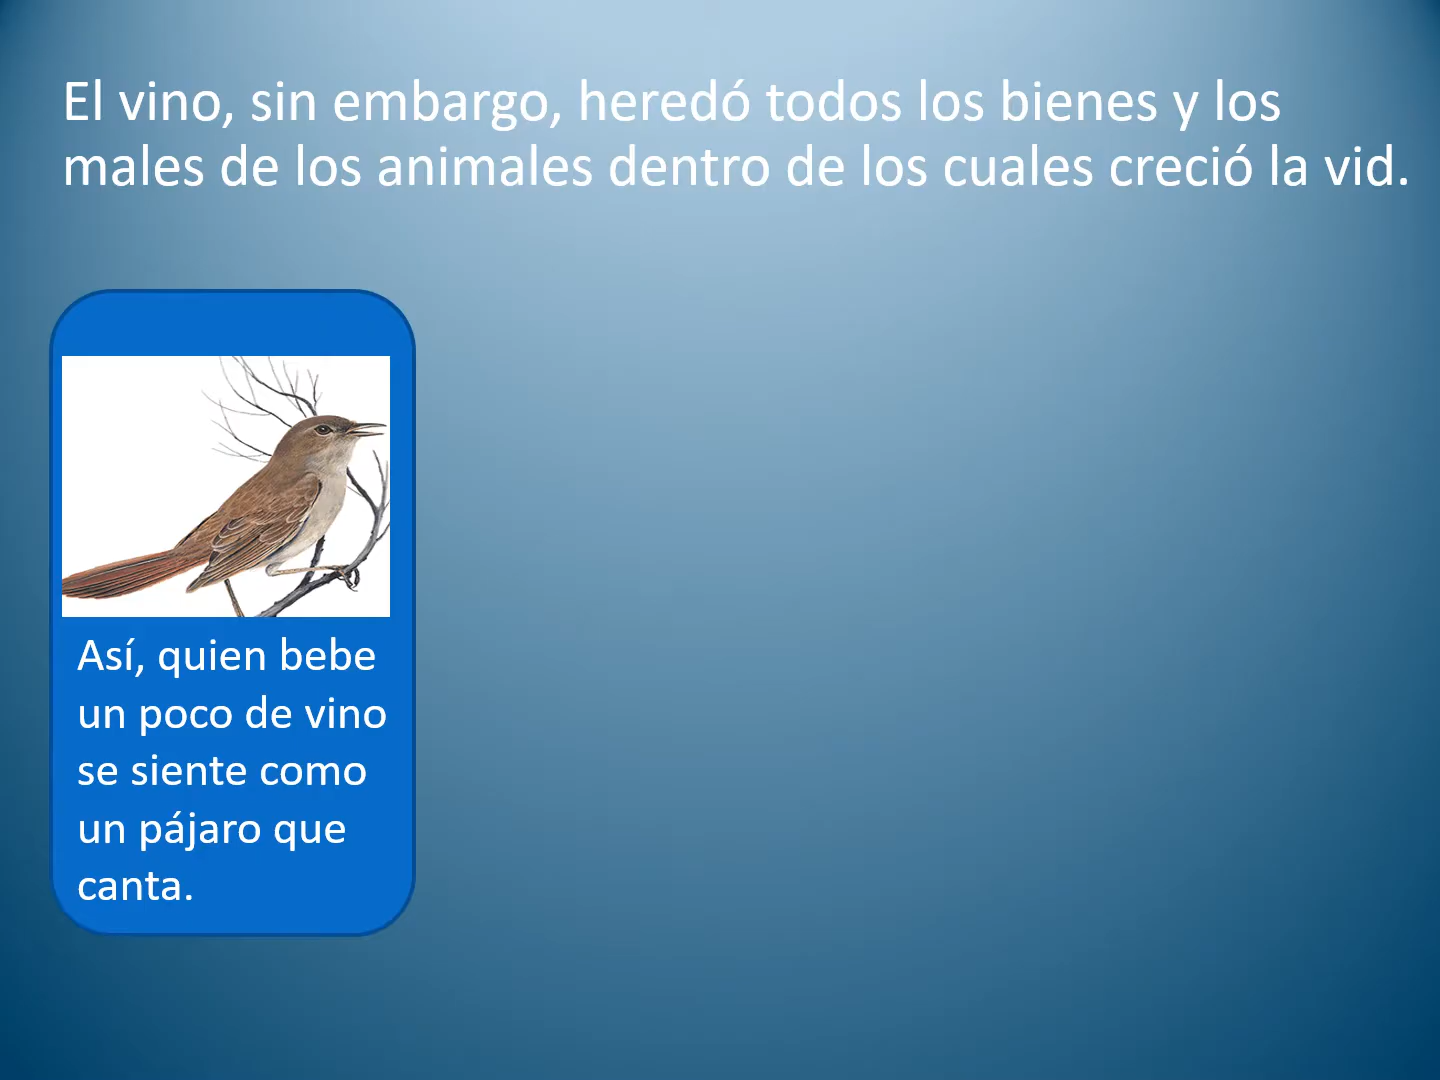 El vino, sin embargo, heredó todos los bienes y los
males de los animales dentro de los cuales creció la vid.
Así, quien bebe
un poco de vino
se siente como
un pájaro que
canta.